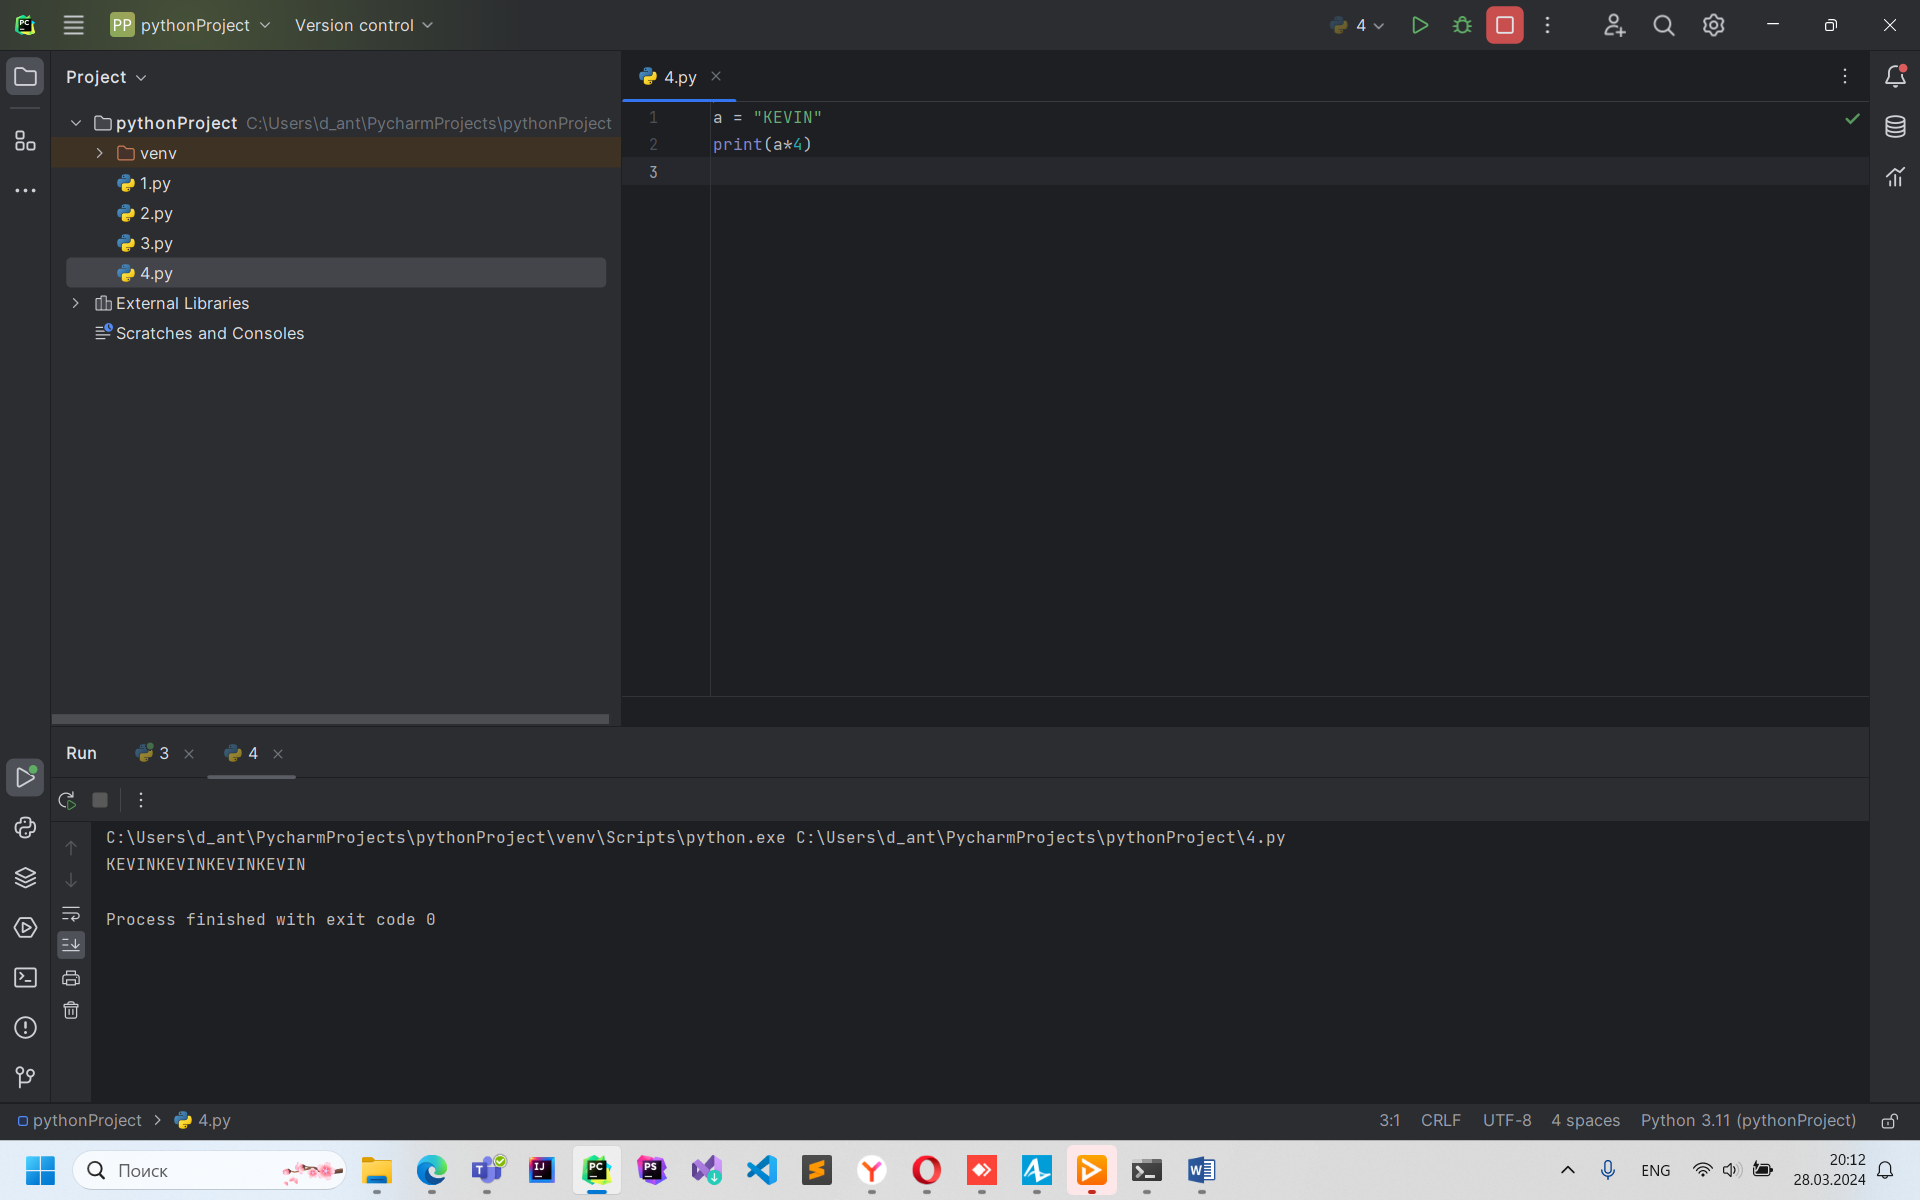 PP pythonProject Version control 4
Project
4.py
pythonProject C:\Users\d_ant\PycharmProjects\pythonProject
venv
1.py
2.py
3.py
4.py
External Libraries
Scratches and Consoles
1 a = "KEVIN"
2 print(a*4)
3
Run 3 4
C:\Users\d_ant\PycharmProjects\pythonProject\venv\Scripts\python.exe C:\Users\d_ant\PycharmProjects\pythonProject\4.py
KEVINKEVINKEVINKEVIN
Process finished with exit code 0
pythonProject 4.py 3:1 CRLF UTF-8 4 spaces Python 3.11 (pythonProject)
Поиск ENG 20:12
28.03.2024